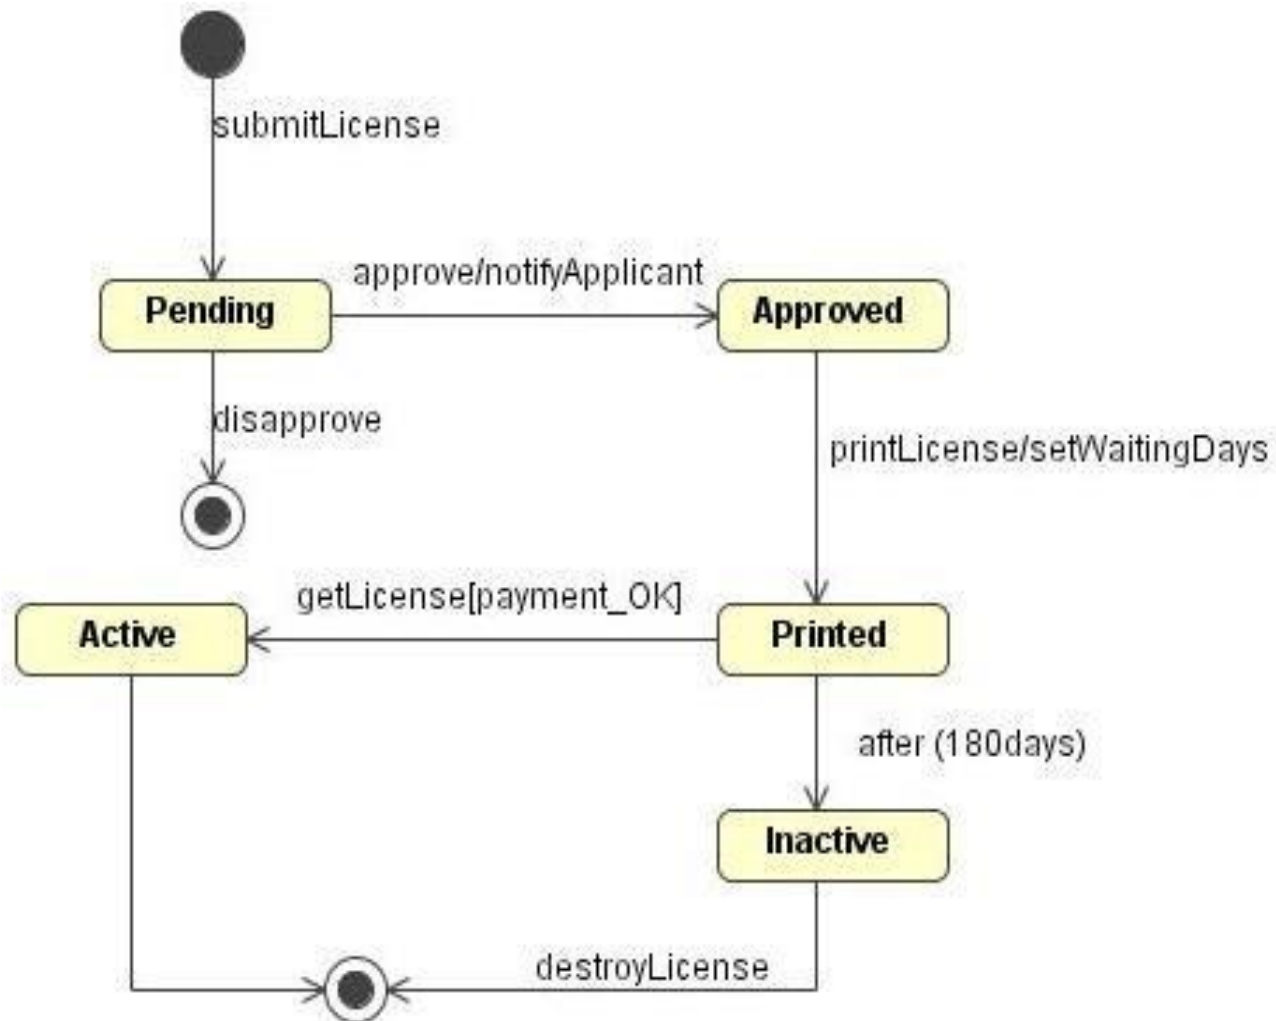 submitLicense
approve/notifyApplicant
Pending
Approved
disapprove
printLicense/setWaitingDays
getLicense[payment_OK]
Active
Printed
after (180days)
Inactive
destroyLicense